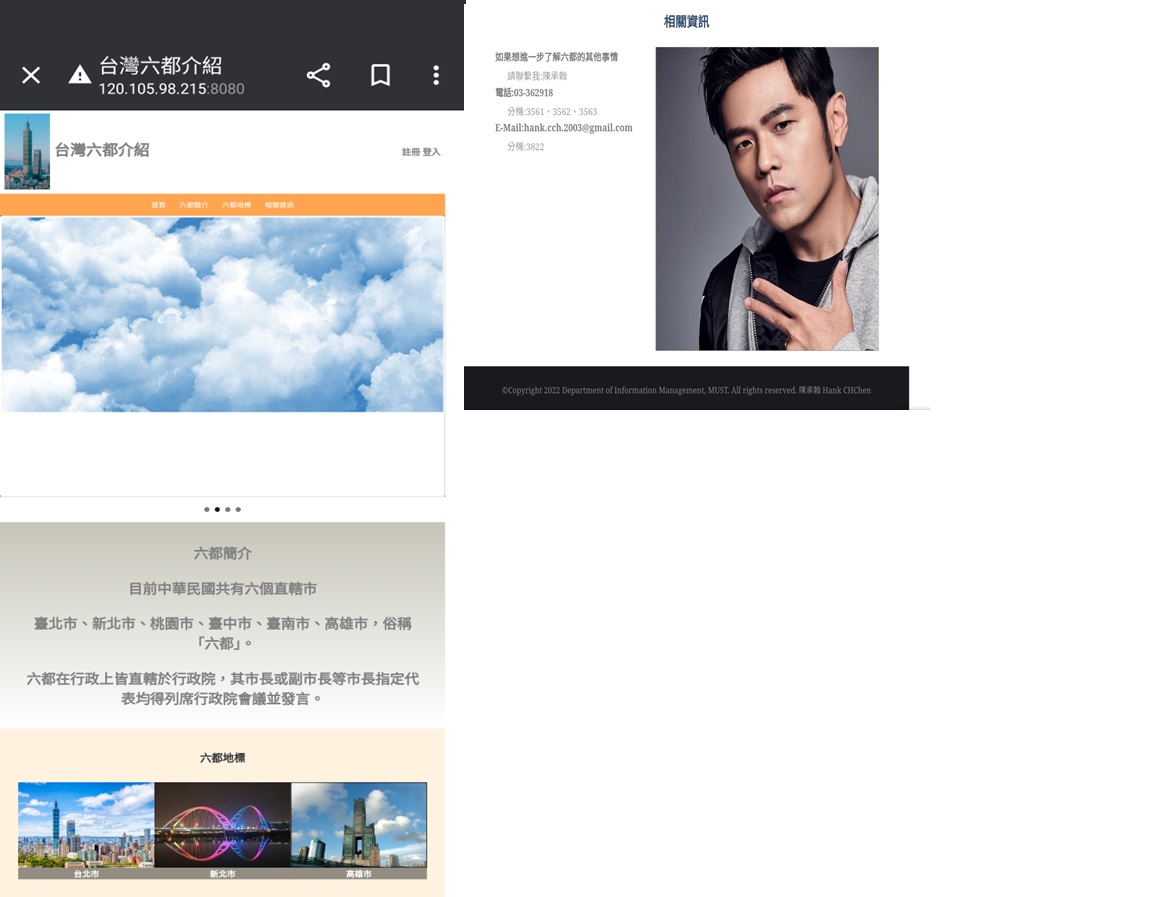 台灣六都介紹
120.105.98.215:8080
台灣六都介紹
註冊 登入
首頁 六都簡介 六都地標 相關資訊
六都簡介
目前中華民國共有六個直轄市
臺北市、新北市、桃園市、臺中市、臺南市、高雄市，俗稱
「六都」。
六都在行政上皆直轄於行政院，其市長或副市長等市長指定代
表均得列席行政院會議並發言。
六都地標
台北市 新北市 高雄市
相關資訊
如果想進一步了解六都的其他事情
請聯繫我:陳承翰
電話:03-362918
分機:3561、3562、3563
E-Mail:hank.cch.2003@gmail.com
分機:3822
©Copyright 2022 Department of Information Management, MUST. All rights reserved. 陳承翰 Hank CHChen